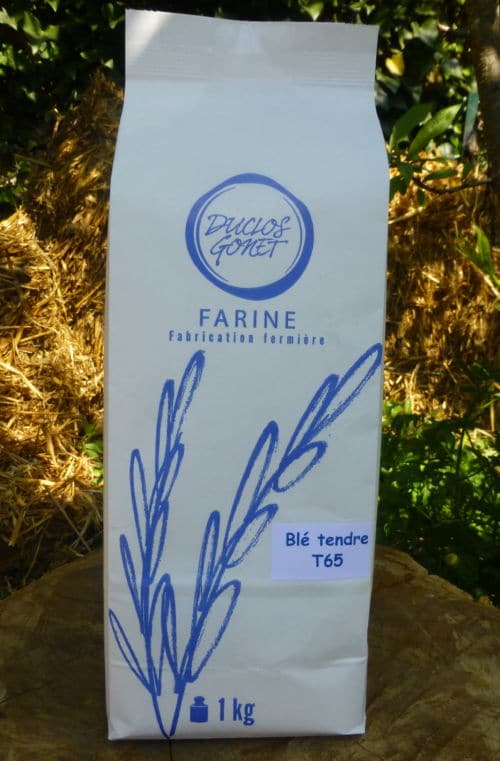 DUCLOS
GONET
FARINE
Fabrication fermière
Blé tendre
T65
1 kg